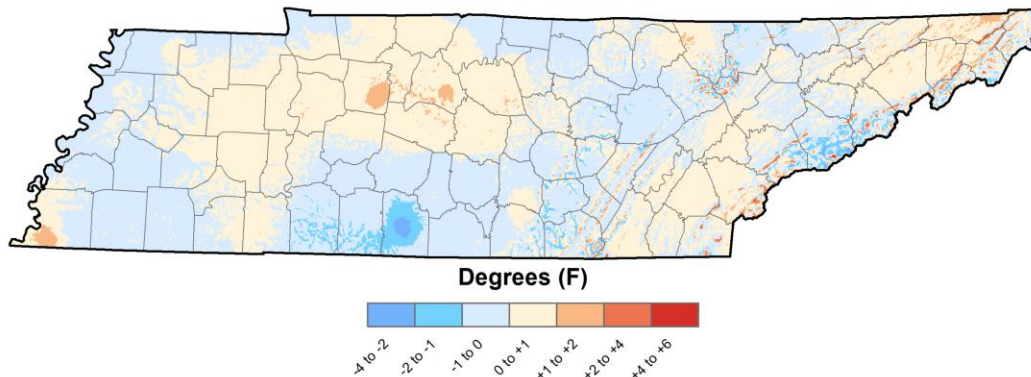 Degrees (F)
-4 to -2
-2 to -1
-1 to 0
0 to +1
+1 to +2
+2 to +4
+4 to +6